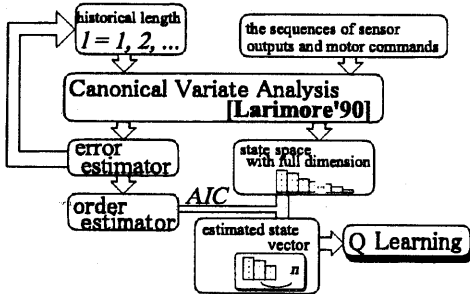 historical length
l = 1, 2, ...
the sequences of sensor
outputs and motor commands
Canonical Variate Analysis
[Larimore'90]
error
estimator
state space
with full dimension
order
estimator
AIC
estimated state
vector
n
Q Learning